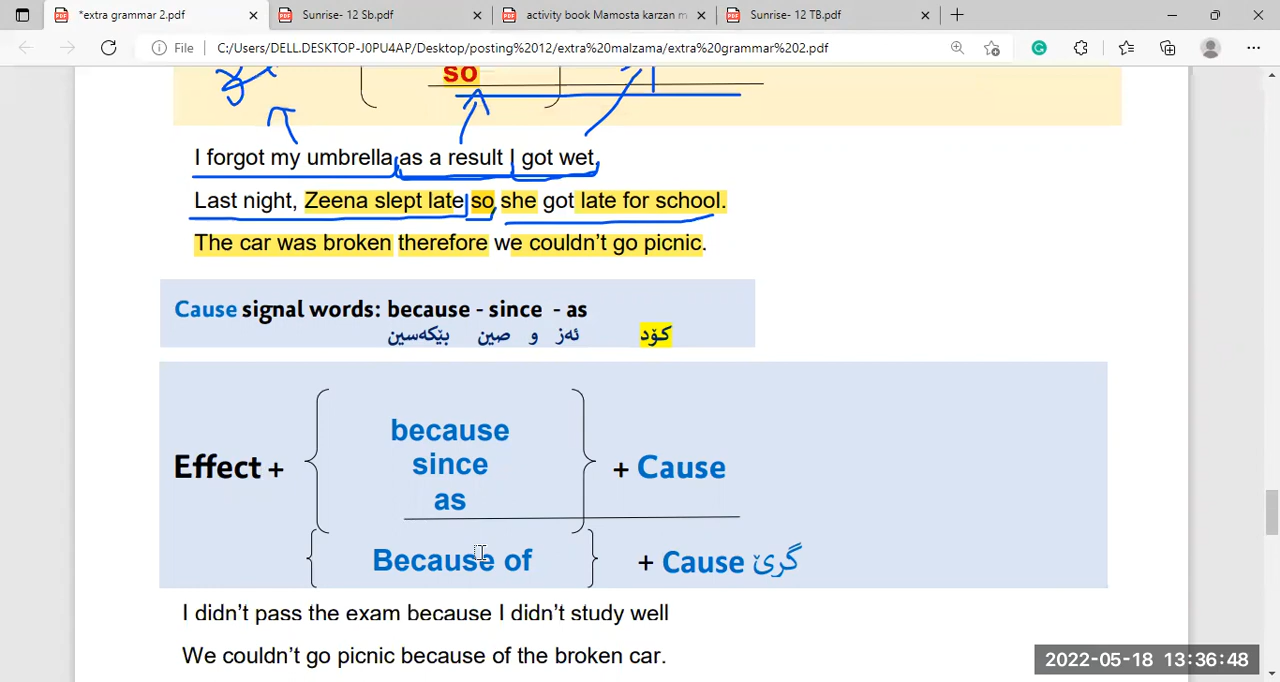 extra grammar 2.pdf
Sunrise- 12 Sb.pdf
activity book Mamosta karzan m
Sunrise- 12 TB.pdf
File
C:/Users/DELL.DESKTOP-J0PU4AP/Desktop/posting%2012/extra%20malzama/extra%20grammar%202.pdf
so
I forgot my umbrella as a result I got wet.
Last night, Zeena slept late so she got late for school.
The car was broken therefore we couldn't go picnic.
Cause signal words: because - since - as
کۆد ئەز و صین بێکەسین
because
since
Effect + + Cause
as
Because of + Cause گرێ
I didn't pass the exam because I didn't study well
We couldn't go picnic because of the broken car.
2022-05-18 13:36:48